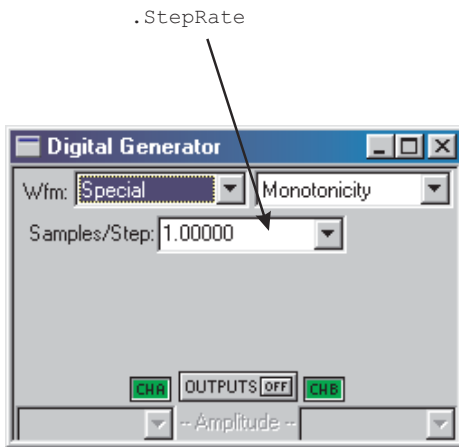 .StepRate
Digital Generator
Wfm: Special Monotonicity
Samples/Step: 1.00000
CHA OUTPUTS OFF CHB
-- Amplitude --